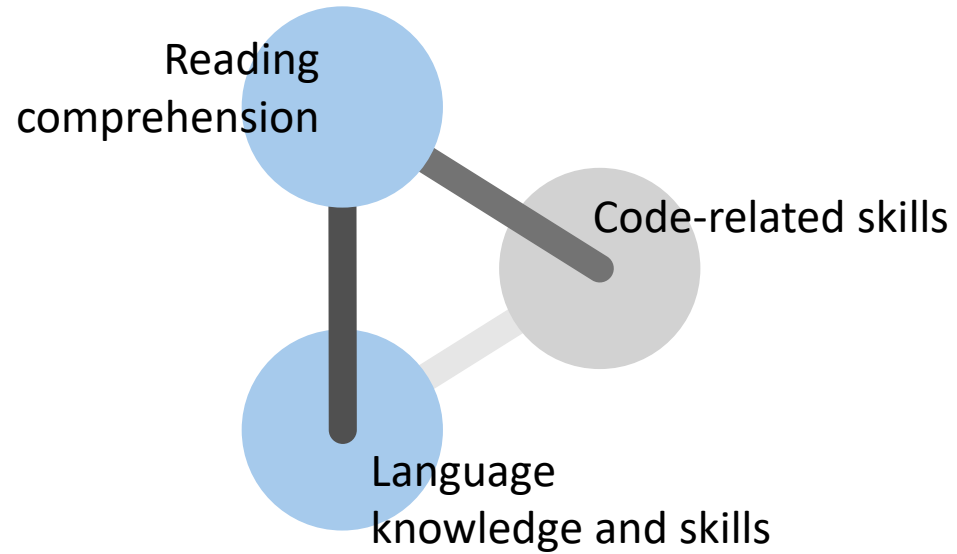 Reading
comprehension
Code-related skills
Language
knowledge and skills